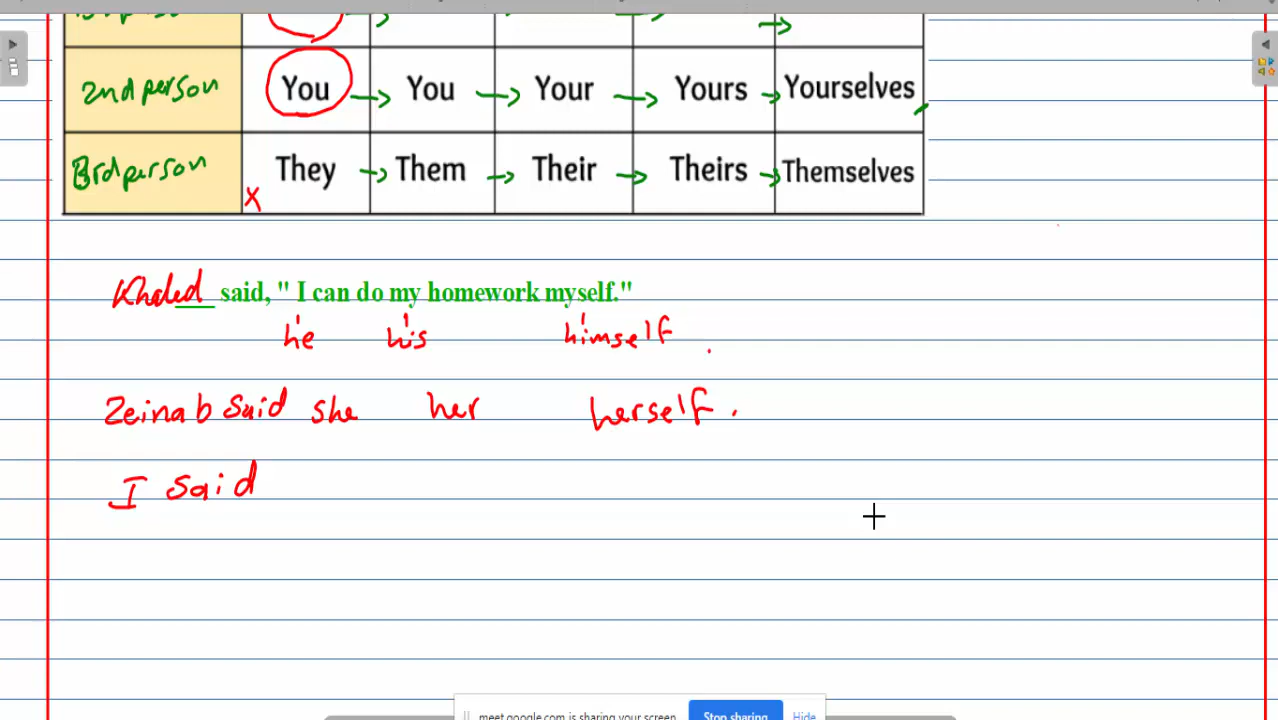 2nd person You You Your Yours Yourselves
3rd person x They Them Their Theirs Themselves
Khaled said, " I can do my homework myself."
he his himself .
Zeinab said she her herself .
I said
meet.google.com is sharing your screen. Stop sharing Hide